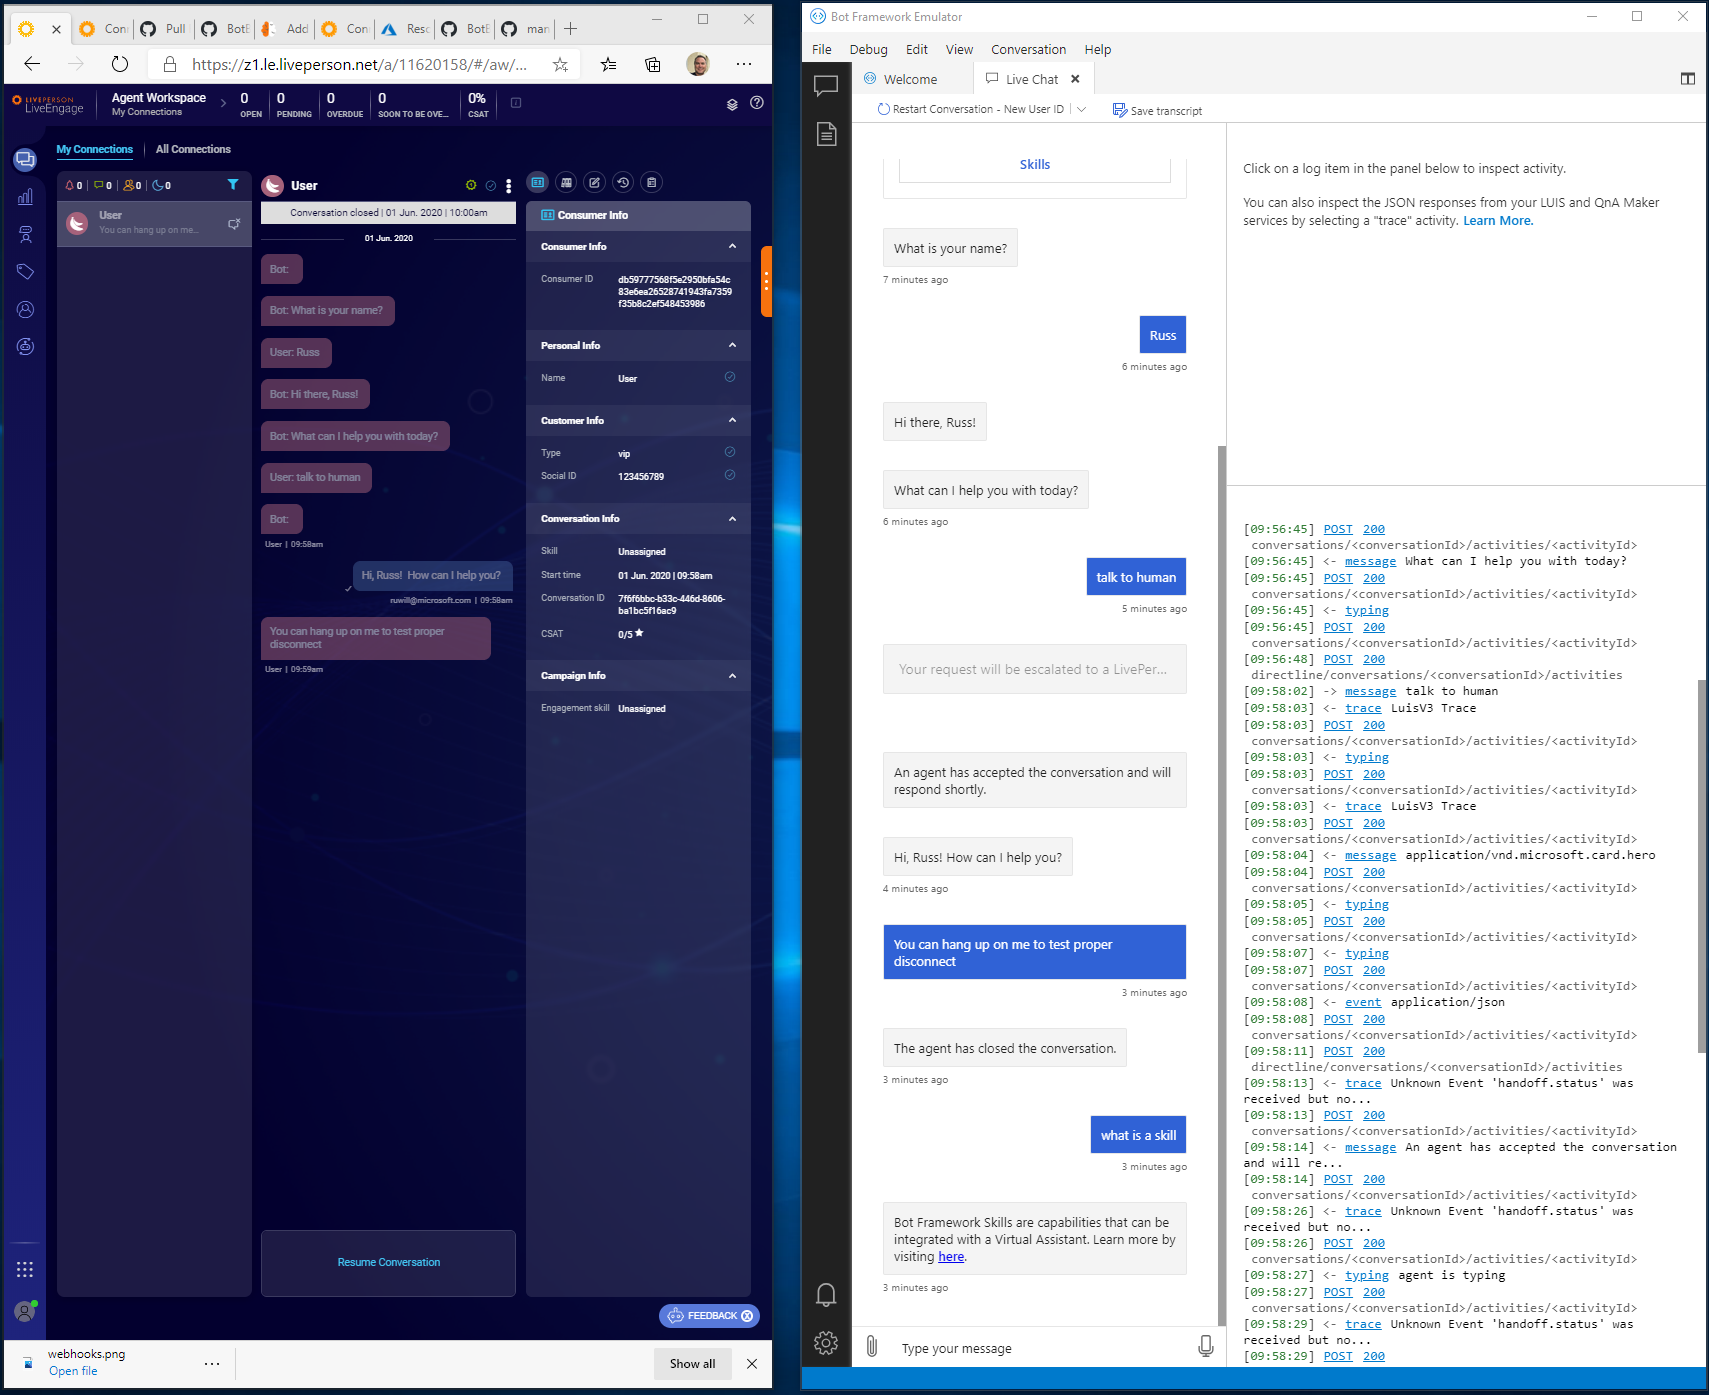 Conn
Pull
BotE
Add
Con
Reso
BotE
man
https://z1.le.liveperson.net/a/11620158/#/aw/...
LIVEPERSON
LiveEngage
Agent Workspace
My Connections
0
OPEN
0
PENDING
0
OVERDUE
0
SOON TO BE OVE...
0%
CSAT
My Connections
All Connections
0
0
0
0
User
You can hang up on me...
User
Conversation closed | 01 Jun. 2020 | 10:00am
01 Jun. 2020
Bot:
Bot: What is your name?
User: Russ
Bot: Hi there, Russ!
Bot: What can I help you with today?
User: talk to human
Bot:
User | 09:58am
Hi, Russ! How can I help you?
ruwill@microsoft.com | 09:58am
You can hang up on me to test proper
disconnect
User | 09:59am
Resume Conversation
Consumer Info
Consumer Info
Consumer ID
db59777568f5e2950bfa54c
83e6ea26528741943fa7359
f35b8c2ef548453986
Personal Info
Name User
Customer Info
Type vip
Social ID 123456789
Conversation Info
Skill Unassigned
Start time 01 Jun. 2020 | 09:58am
Conversation ID 7f6f6bbc-b33c-446d-8606-
ba1bc5f16ac9
CSAT 0/5
Campaign Info
Engagement skill Unassigned
FEEDBACK
webhooks.png
Open file
Show all
Bot Framework Emulator
File Debug Edit View Conversation Help
Welcome
Live Chat
Restart Conversation - New User ID
Save transcript
Skills
What is your name?
7 minutes ago
Russ
6 minutes ago
Hi there, Russ!
What can I help you with today?
6 minutes ago
talk to human
5 minutes ago
Your request will be escalated to a LivePer...
An agent has accepted the conversation and will
respond shortly.
Hi, Russ! How can I help you?
4 minutes ago
You can hang up on me to test proper
disconnect
3 minutes ago
The agent has closed the conversation.
3 minutes ago
what is a skill
3 minutes ago
Bot Framework Skills are capabilities that can be
integrated with a Virtual Assistant. Learn more by
visiting here.
3 minutes ago
Type your message
Click on a log item in the panel below to inspect activity.
You can also inspect the JSON responses from your LUIS and QnA Maker
services by selecting a "trace" activity. Learn More.
[09:56:45] POST 200
conversations/<conversationId>/activities/<activityId>
[09:56:45] <- message What can I help you with today?
[09:56:45] POST 200
conversations/<conversationId>/activities/<activityId>
[09:56:45] <- typing
[09:56:45] POST 200
conversations/<conversationId>/activities/<activityId>
[09:56:48] POST 200
directline/conversations/<conversationId>/activities
[09:58:02] -> message talk to human
[09:58:03] <- trace LuisV3 Trace
[09:58:03] POST 200
conversations/<conversationId>/activities/<activityId>
[09:58:03] <- typing
[09:58:03] POST 200
conversations/<conversationId>/activities/<activityId>
[09:58:03] <- trace LuisV3 Trace
[09:58:03] POST 200
conversations/<conversationId>/activities/<activityId>
[09:58:04] <- message application/vnd.microsoft.card.hero
[09:58:04] POST 200
conversations/<conversationId>/activities/<activityId>
[09:58:05] <- typing
[09:58:05] POST 200
conversations/<conversationId>/activities/<activityId>
[09:58:07] <- typing
[09:58:07] POST 200
conversations/<conversationId>/activities/<activityId>
[09:58:08] <- event application/json
[09:58:08] POST 200
conversations/<conversationId>/activities/<activityId>
[09:58:11] POST 200
directline/conversations/<conversationId>/activities
[09:58:13] <- trace Unknown Event 'handoff.status' was
received but no...
[09:58:13] POST 200
conversations/<conversationId>/activities/<activityId>
[09:58:14] <- message An agent has accepted the conversation
and will re...
[09:58:14] POST 200
conversations/<conversationId>/activities/<activityId>
[09:58:26] <- trace Unknown Event 'handoff.status' was
received but no...
[09:58:26] POST 200
conversations/<conversationId>/activities/<activityId>
[09:58:27] <- typing agent is typing
[09:58:27] POST 200
conversations/<conversationId>/activities/<activityId>
[09:58:29] <- trace Unknown Event 'handoff.status' was
received but no...
[09:58:29] POST 200